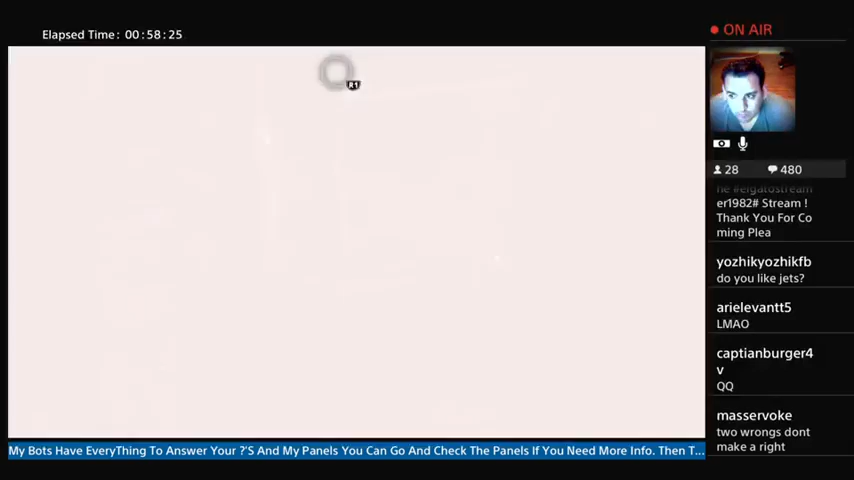 Elapsed Time: 00:58:25
ON AIR
R1
28 480
ne #elgatostream
er1982# Stream !
Thank You For Co
ming Plea
yozhikyozhikfb
do you like jets?
arielevantt5
LMAO
captianburger4
v
QQ
masservoke
two wrongs dont
make a right
My Bots Have EveryThing To Answer Your ?'S And My Panels You Can Go And Check The Panels If You Need More Info. Then T...